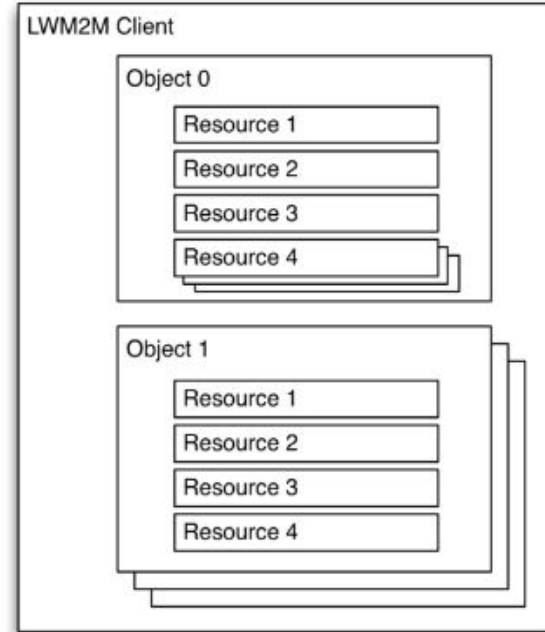 LWM2M Client
Object 0
Resource 1
Resource 2
Resource 3
Resource 4
Object 1
Resource 1
Resource 2
Resource 3
Resource 4